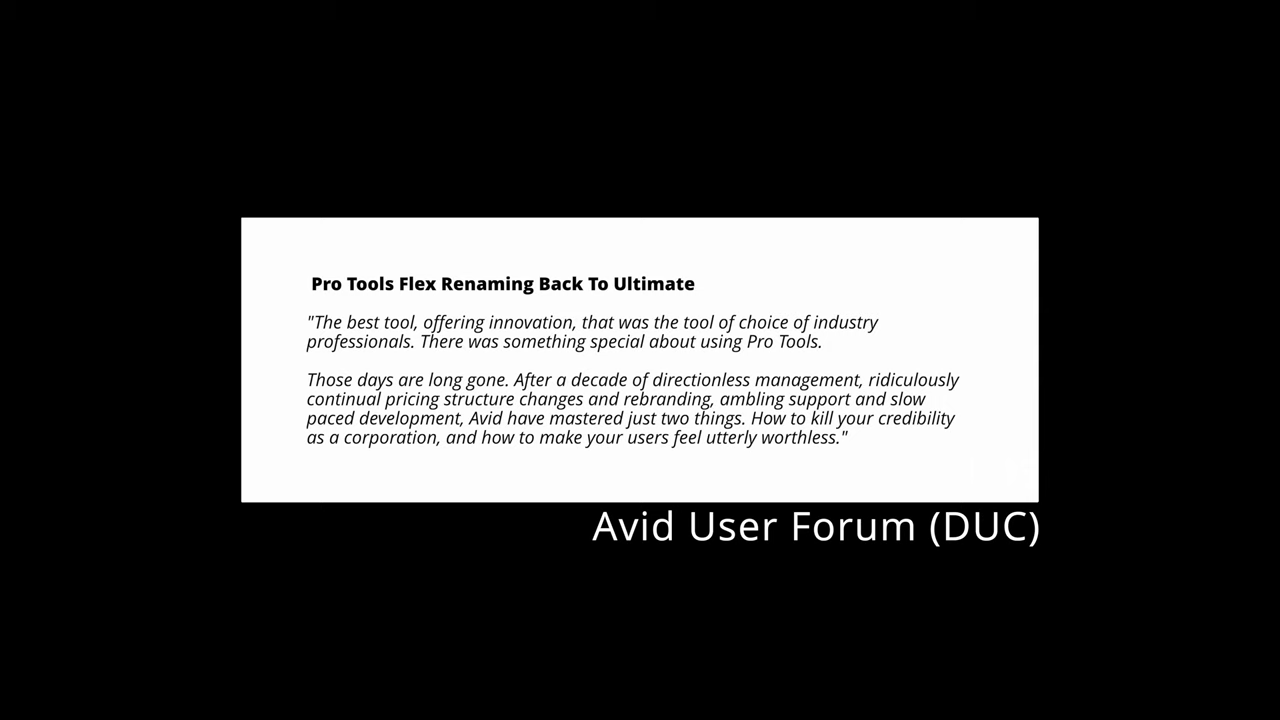 Pro Tools Flex Renaming Back To Ultimate
"The best tool, offering innovation, that was the tool of choice of industry
professionals. There was something special about using Pro Tools.
Those days are long gone. After a decade of directionless management, ridiculously
continual pricing structure changes and rebranding, ambling support and slow
paced development, Avid have mastered just two things. How to kill your credibility
as a corporation, and how to make your users feel utterly worthless."
Avid User Forum (DUC)